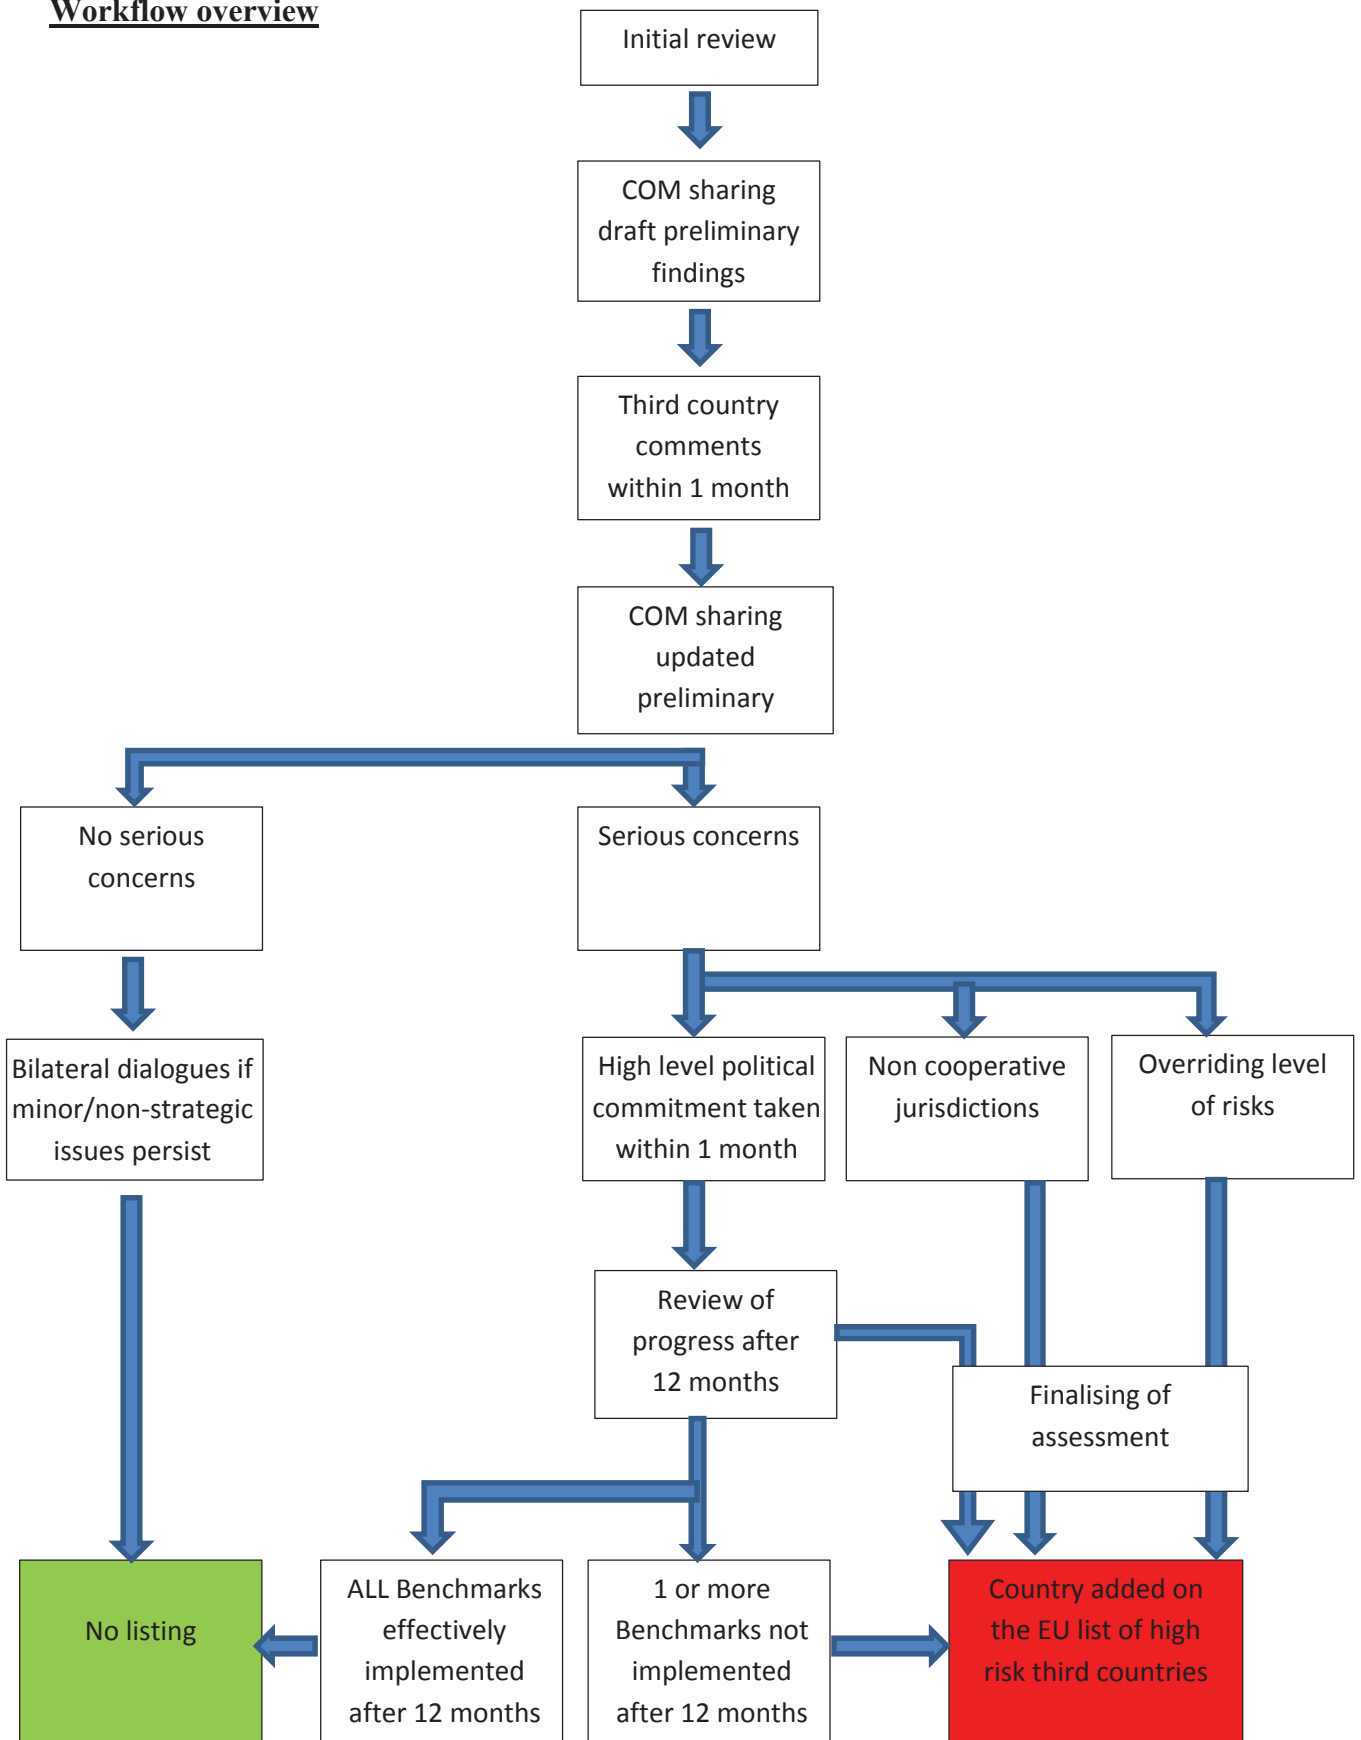 Workflow overview
Initial review
COM sharing
draft preliminary
findings
Third country
comments
within 1 month
COM sharing
updated
preliminary
No serious
concerns
Serious concerns
Bilateral dialogues if
minor/non-strategic
issues persist
High level political
commitment taken
within 1 month
Non cooperative
jurisdictions
Overriding level
of risks
Review of
progress after
12 months
Finalising of
assessment
No listing
ALL Benchmarks
effectively
implemented
after 12 months
1 or more
Benchmarks not
implemented
after 12 months
Country added on
the EU list of high
risk third countries